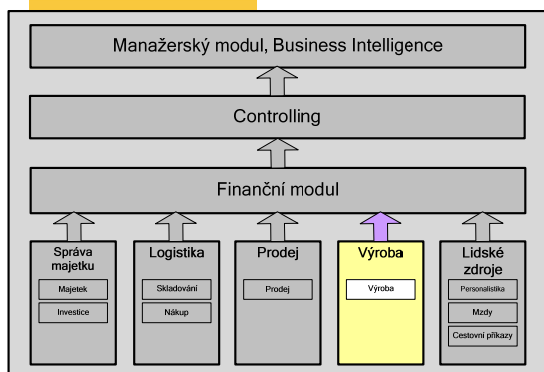 Manažerský modul, Business Intelligence
Controlling
Finanční modul
Správa
majetku
Majetek
Investice
Logistika
Skladování
Nákup
Prodej
Prodej
Výroba
Výroba
Lidské
zdroje
Personalistika
Mzdy
Cestovní příkazy